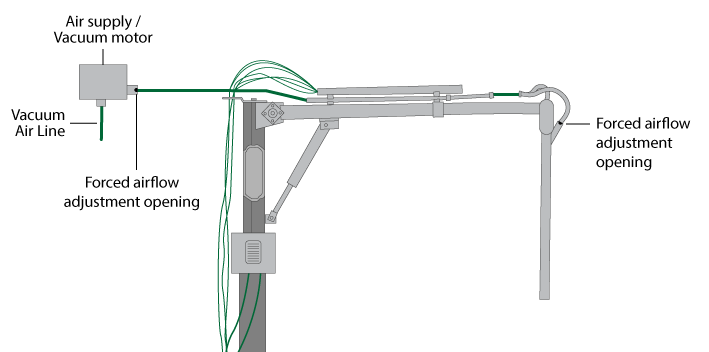 Air supply /
Vacuum motor
Vacuum
Air Line
Forced airflow
adjustment opening
Forced airflow
adjustment
opening